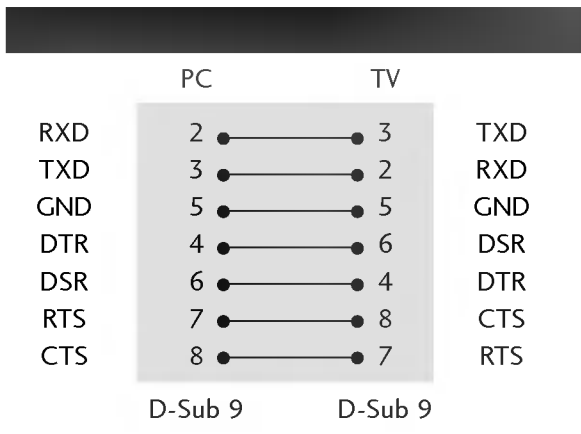 PC TV
RXD 2 3 TXD
TXD 3 2 RXD
GND 5 5 GND
DTR 4 6 DSR
DSR 6 4 DTR
RTS 7 8 CTS
CTS 8 7 RTS
D-Sub 9 D-Sub 9